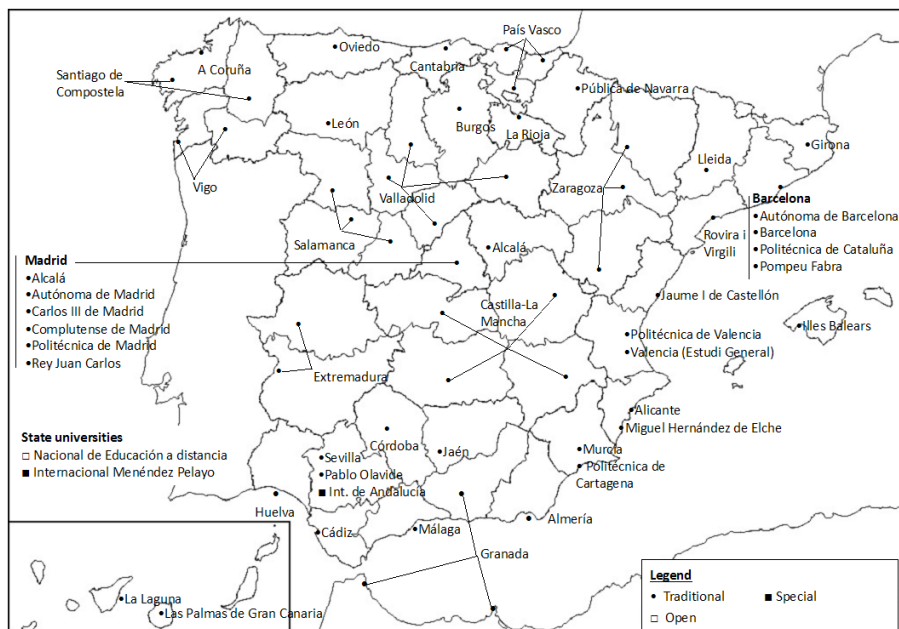 País Vasco
Oviedo
Cantabria
A Coruña
Santiago de
Compostela
Pública de Navarra
León
Burgos
La Rioja
Girona
Lleida
Vigo
Valladolid
Zaragoza
Barcelona
•Autónoma de Barcelona
•Barcelona
•Politécnica de Cataluña
•Pompeu Fabra
Rovira i
Virgili
Salamanca
Alcalá
Madrid
•Alcalá
•Autónoma de Madrid
•Carlos III de Madrid
•Complutense de Madrid
•Politécnica de Madrid
•Rey Juan Carlos
Castilla-La
Mancha
Jaume I de Castellón
Illes Balears
•Politécnica de Valencia
•Valencia (Estudi General)
Extremadura
Alicante
Miguel Hernández de Elche
State universities
□ Nacional de Educación a distancia
■ Internacional Menéndez Pelayo
Córdoba
Jaén
•Murcia
• Politécnica de
Cartagena
•Sevilla
•Pablo Olavide
■ Int. de Andalucía
Huelva
Cádiz
Málaga
Almería
Granada
La Laguna
Las Palmas de Gran Canaria
Legend
• Traditional ■ Special
□ Open